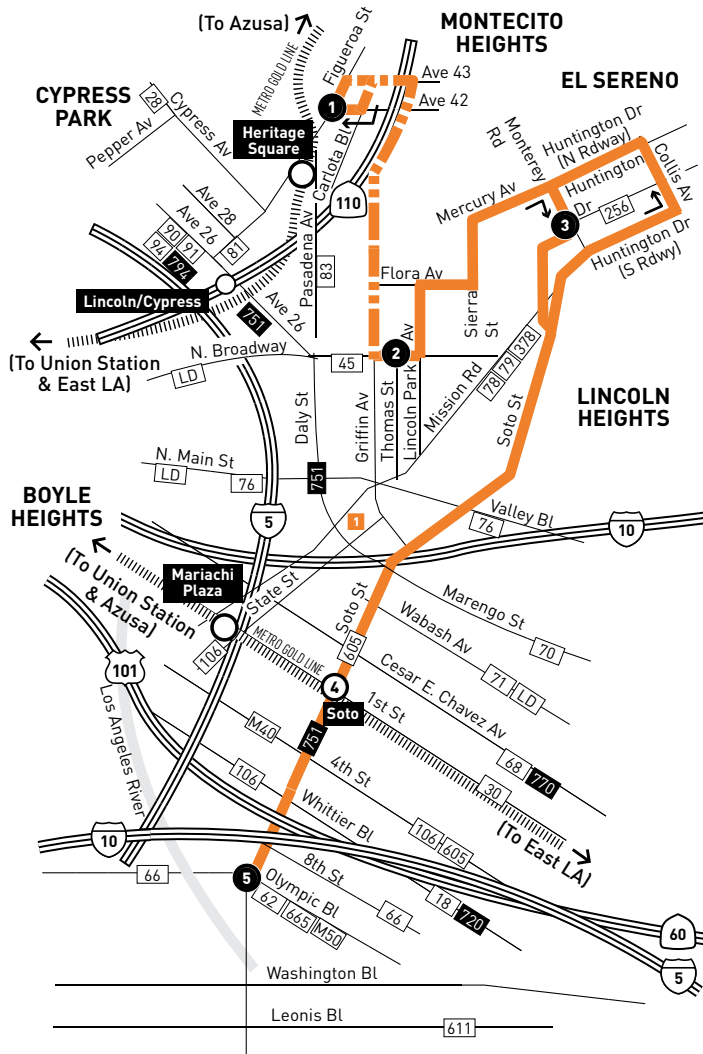 (To Azusa)
MONTECITO
HEIGHTS
Figueroa St
METRO GOLD LINE
Ave 43
EL SERENO
CYPRESS
PARK
28
Cypress Av
1
Ave 42
Pepper Av
Heritage
Square
Carlota Bl
Monterey
Rd
Huntington Dr
(N Rdway)
Huntington
Dr
Collis Av
Mercury Av
Ave 28
Ave 26
110
256
3
90
91
94
794
81
Pasadena Av
83
Huntington Dr
(S Rdwy)
Flora Av
Sierra
St
Lincoln/Cypress
751
Ave 26
(To Union Station
& East LA)
N. Broadway
LD
45
2
Lincoln Park
Av
Mission Rd
78
79
378
LINCOLN
HEIGHTS
Daly St
Griffin Av
Thomas St
Soto St
N. Main St
LD
76
751
BOYLE
HEIGHTS
5
1
76
Valley Bl
10
(To Union Station
& Azusa)
Mariachi
Plaza
State St
Soto St
Marengo St
70
Wabash Av
71
LD
101
106
METRO GOLD LINE
605
Cesar E. Chavez Av
68
770
4
Soto
1st St
30
(To East LA)
Los Angeles River
M40
751
4th St
106
605
106
Whittier Bl
18
720
10
8th St
66
66
5
Olympic Bl
62
665
M50
60
5
Washington Bl
Leonis Bl
611